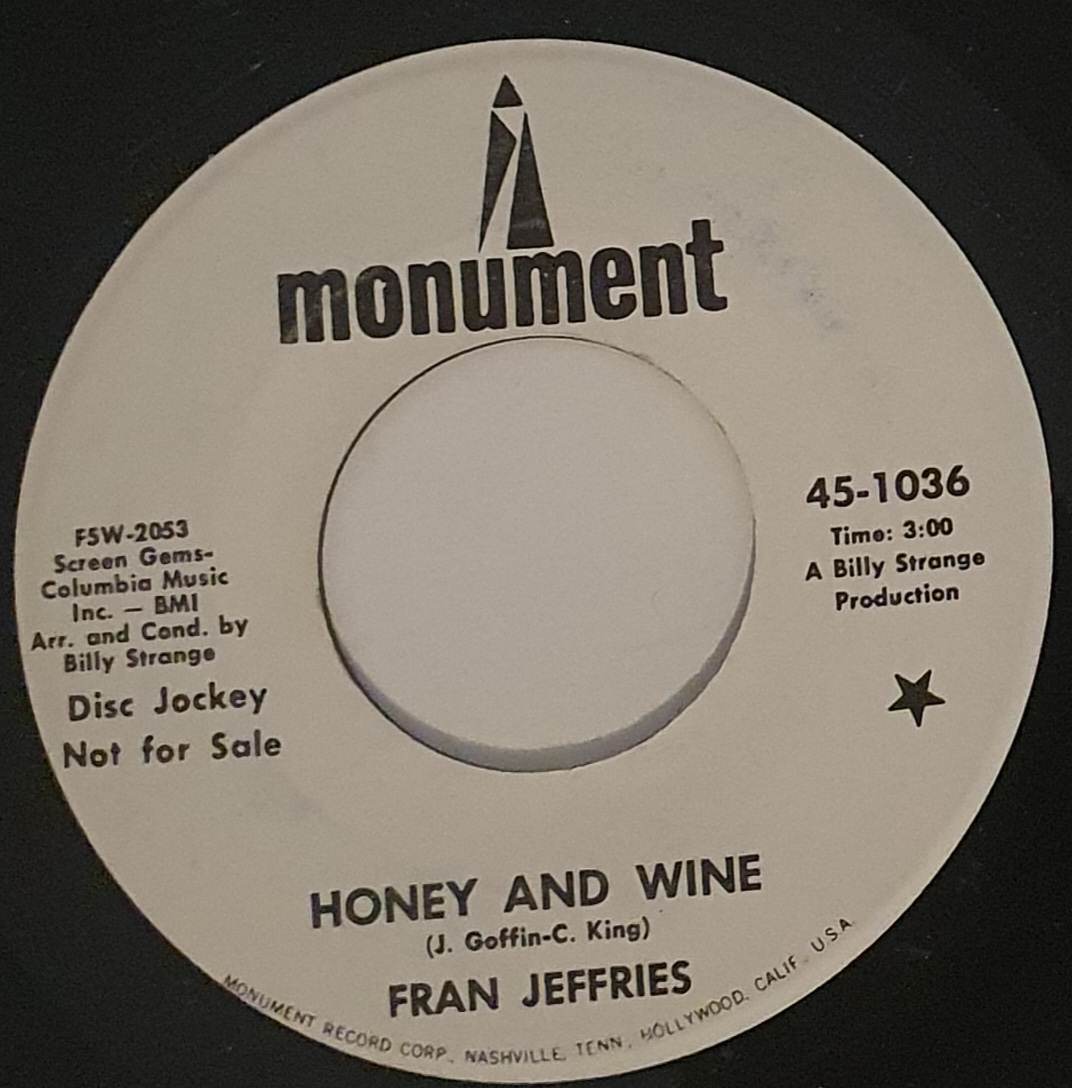 monument
45-1036
Time: 3:00
A Billy Strange
Production
F5W-2053
Screen Gems-
Columbia Music
Inc. — BMI
Arr. and Cond. by
Billy Strange
Disc Jockey
Not for Sale
HONEY AND WINE
(J. Goffin-C. King)
FRAN JEFFRIES
MONUMENT RECORD CORP., NASHVILLE, TENN., HOLLYWOOD, CALIF., U.S.A.